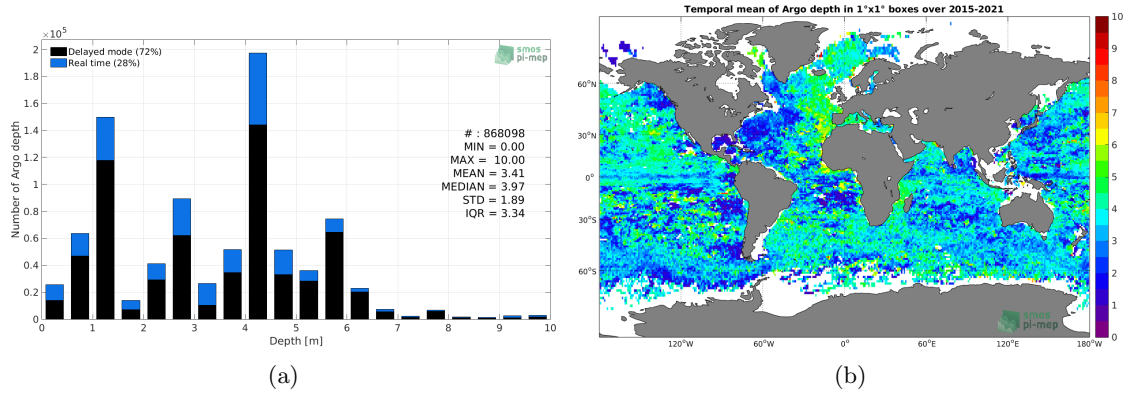 Delayed mode (72%)
Real time (28%)
smos
pi-mep
×10⁵
2
1.8
1.6
1.4
1.2
1
0.8
0.6
0.4
0.2
0.0
Number of Argo depth
# : 868098
MIN = 0.00
MAX = 10.00
MEAN = 3.41
MEDIAN = 3.97
STD = 1.89
IQR = 3.34
0 1 2 3 4 5 6 7 8 9 10
Depth [m]
(a)
Temporal mean of Argo depth in 1°x1° boxes over 2015-2021
60°N
30°N
0°
30°S
60°S
120°W 60°W 0° 60°E 120°E 180°W
10
9
8
7
6
5
4
3
2
1
0
smos
pi-mep
(b)